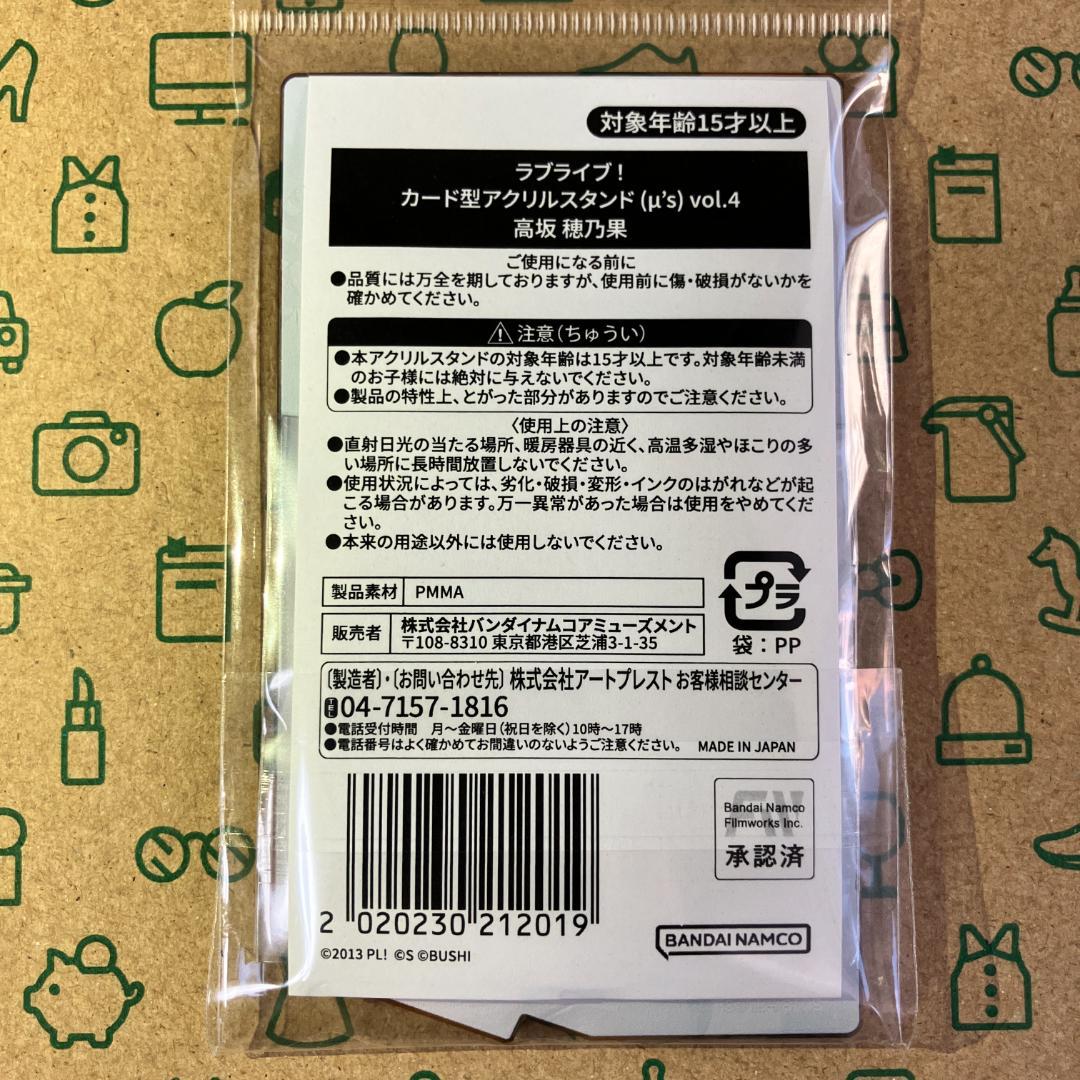 対象年齢15才以上
ラブライブ!
カード型アクリルスタンド (μ's) vol.4
高坂 穂乃果
ご使用になる前に
●品質には万全を期しておりますが、使用前に傷・破損がないかを
確かめてください。
⚠注意(ちゅうい)
●本アクリルスタンドの対象年齢は15才以上です。対象年齢未満
のお子様には絶対に与えないでください。
●製品の特性上、とがった部分がありますのでご注意ください。
〈使用上の注意〉
●直射日光の当たる場所、暖房器具の近く、高温多湿やほこりの多
い場所に長時間放置しないでください。
●使用状況によっては、劣化・破損・変形・インクのはがれなどが起
こる場合があります。万一異常があった場合は使用をやめてくだ
さい。
●本来の用途以外には使用しないでください。
製品素材 PMMA
プラ
袋:PP
販売者 株式会社バンダイナムコアミューズメント
〒108-8310 東京都港区芝浦3-1-35
〔製造者〕・〔お問い合わせ先〕 株式会社アートプレスト お客様相談センター
TEL 04-7157-1816
●電話受付時間 月〜金曜日(祝日を除く)10時〜17時
●電話番号はよく確かめてお間違いのないようご注意ください。 MADE IN JAPAN
Bandai Namco
Filmworks Inc.
承認済
2 020230 212019
©2013 PL! ©S ©BUSHI
BANDAI NAMCO